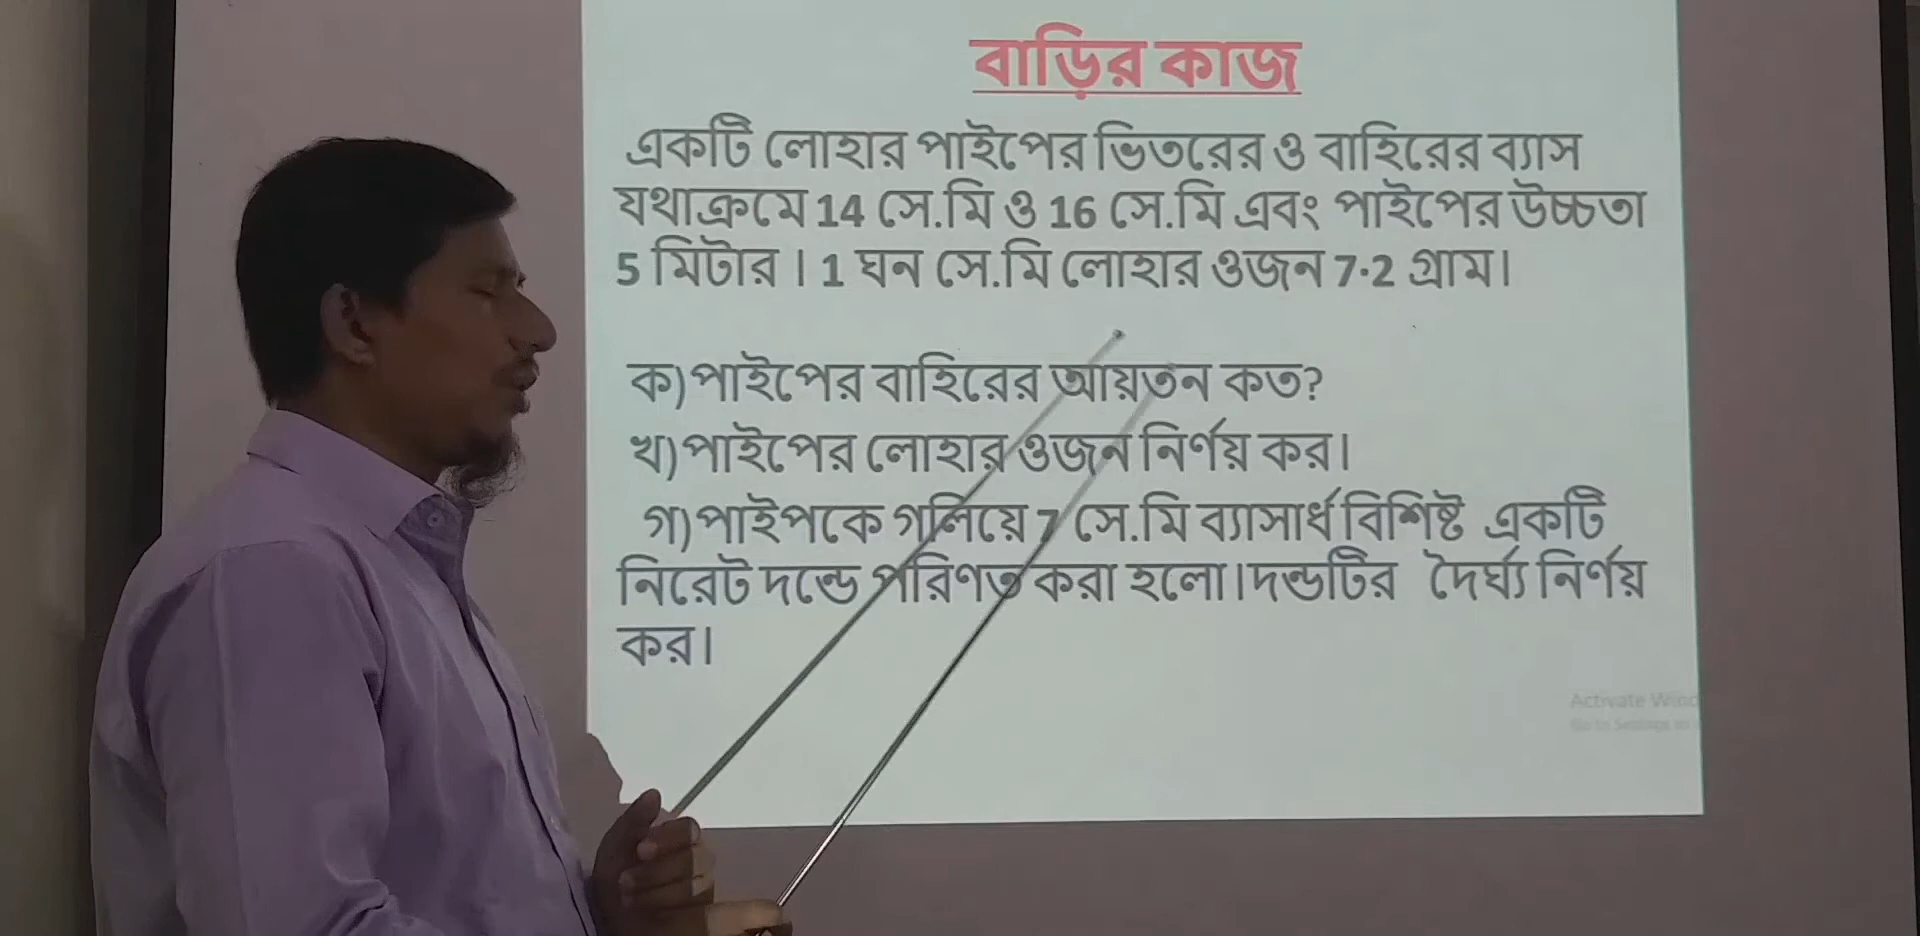 বাড়ির কাজ
একটি লোহার পাইপের ভিতরের ও বাহিরের ব্যাস
যথাক্রমে 14 সে.মি ও 16 সে.মি এবং পাইপের উচ্চতা
5 মিটার । 1 ঘন সে.মি লোহার ওজন 7·2 গ্রাম।
ক) পাইপের বাহিরের আয়তন কত?
খ) পাইপের লোহার ওজন নির্ণয় কর।
গ) পাইপকে গলিয়ে 7 সে.মি ব্যাসার্ধ বিশিষ্ট একটি
নিরেট দন্ডে পরিণত করা হলো। দন্ডটির দৈর্ঘ্য নির্ণয়
কর।
Activate Wind